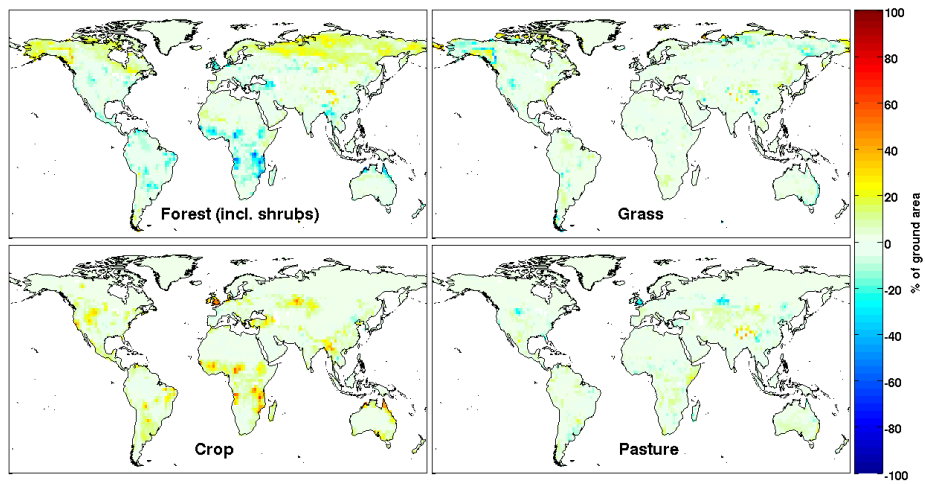 Forest (incl. shrubs)
Grass
Crop
Pasture
100
80
60
40
20
0
-20
-40
-60
-80
-100
% of ground area